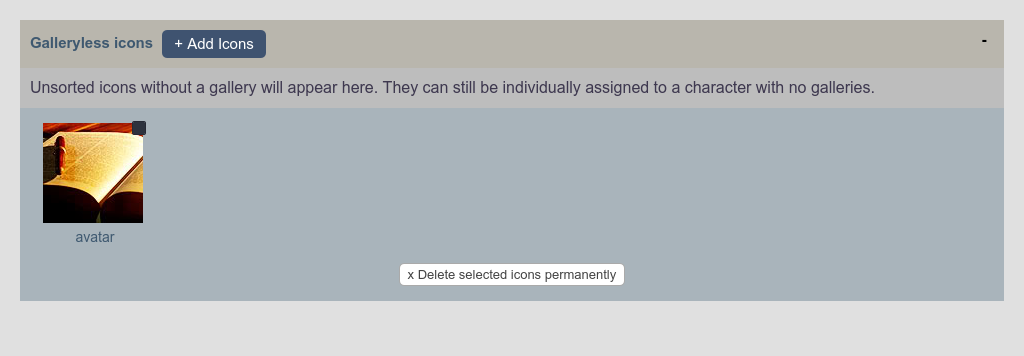 Galleryless icons + Add Icons -
Unsorted icons without a gallery will appear here. They can still be individually assigned to a character with no galleries.
avatar
x Delete selected icons permanently